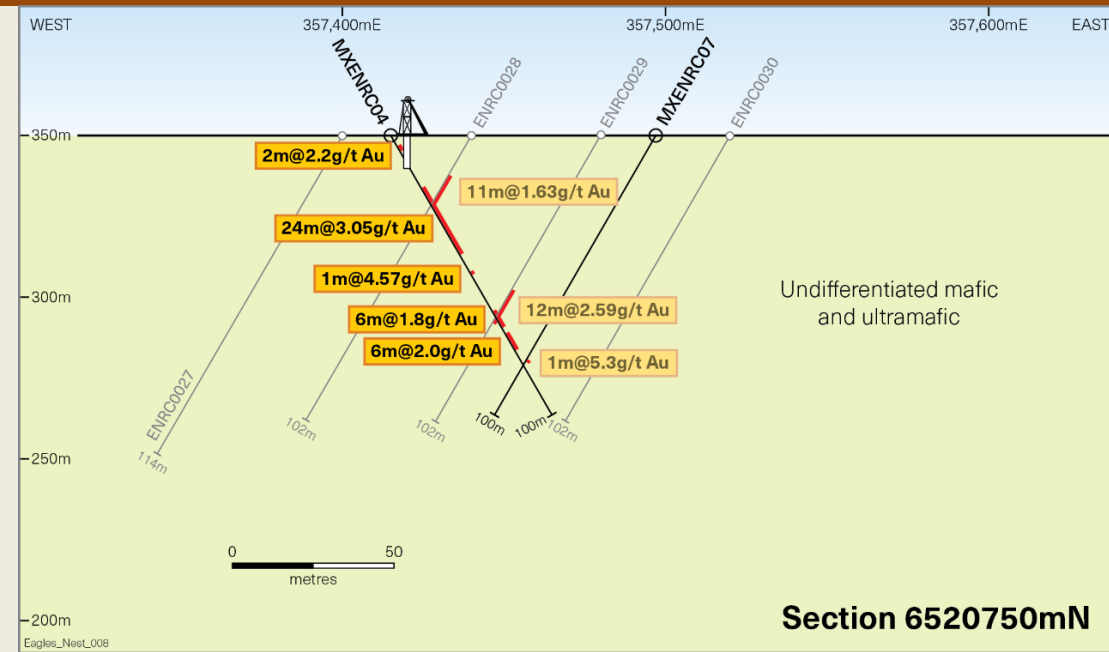 WEST
357,400mE
357,500mE
357,600mE
EAST
MXENRC04
ENRC0028
ENRC0029
MXENRC07
ENRC0030
350m
2m@2.2g/t Au
11m@1.63g/t Au
24m@3.05g/t Au
1m@4.57g/t Au
300m
Undifferentiated mafic
and ultramafic
12m@2.59g/t Au
6m@1.8g/t Au
6m@2.0g/t Au
1m@5.3g/t Au
ENRC0027
102m
102m
100m
100m
102m
250m
114m
0
50
metres
200m
Section 6520750mN
Eagles_Nest_008